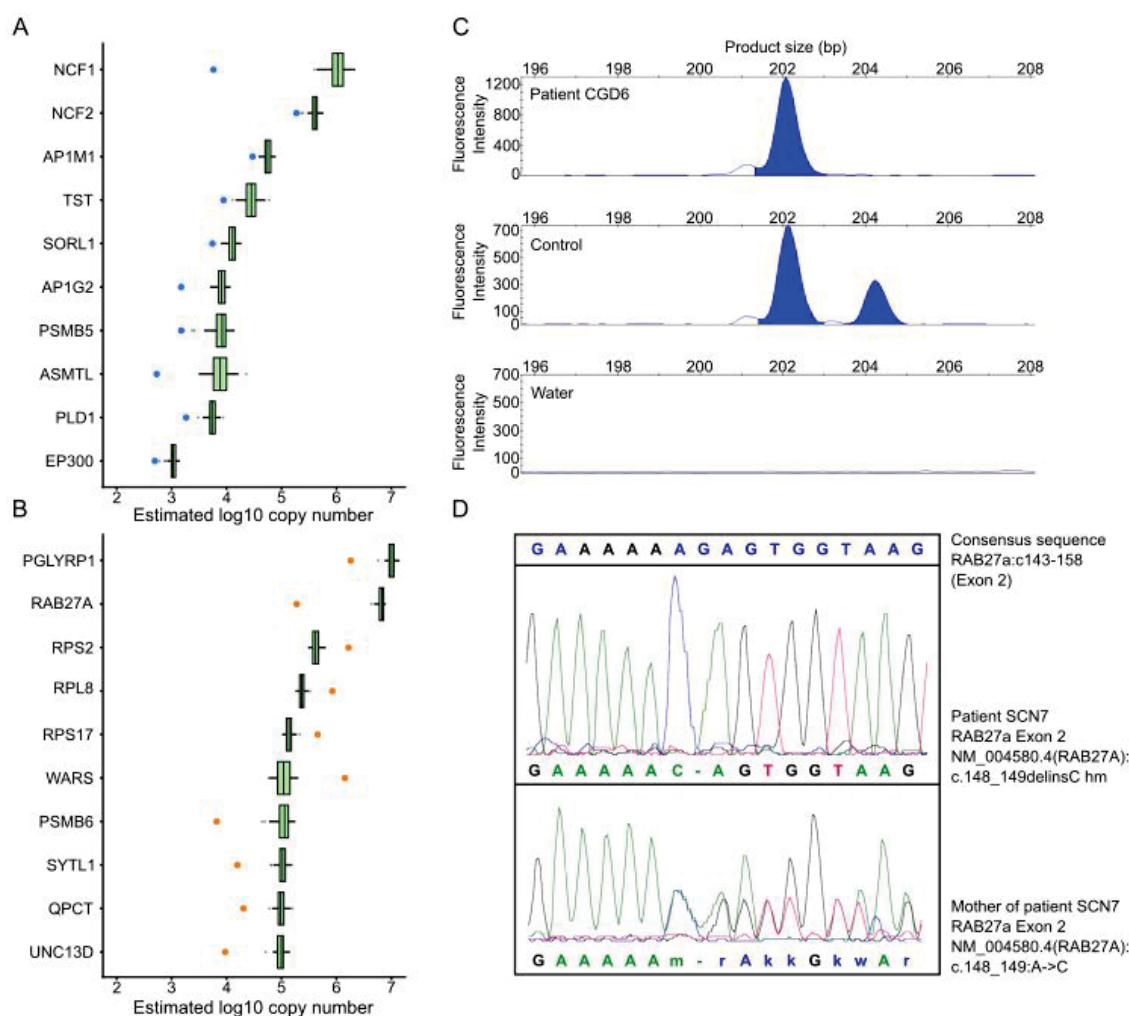 A
NCF1
NCF2
AP1M1
TST
SORL1
AP1G2
PSMB5
ASMTL
PLD1
EP300
2 3 4 5 6 7
Estimated log10 copy number
B
PGLYRP1
RAB27A
RPS2
RPL8
RPS17
WARS
PSMB6
SYTL1
QPCT
UNC13D
2 3 4 5 6 7
Estimated log10 copy number
C
Product size (bp)
196 198 200 202 204 206 208
Patient CGD6
Fluorescence
Intensity
1200
800
400
0
196 198 200 202 204 206 208
Control
Fluorescence
Intensity
700
500
300
100
0
196 198 200 202 204 206 208
Water
Fluorescence
Intensity
700
500
300
100
0
D
G A A A A A A G A G T G G T A A G
Consensus sequence
RAB27a:c143-158
(Exon 2)
G A A A A A C - A G T G G T A A G
Patient SCN7
RAB27a Exon 2
NM_004580.4(RAB27A):
c.148_149delinsC hm
G A A A A A m - r A k k G k w A r
Mother of patient SCN7
RAB27a Exon 2
NM_004580.4(RAB27A):
c.148_149:A->C